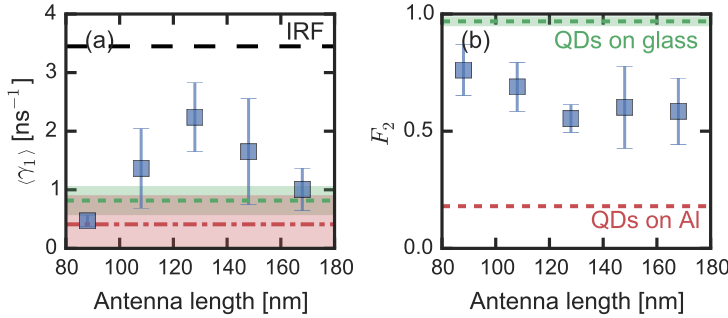 (a)
IRF
4
3
2
1
0
80 100 120 140 160 180
⟨γ₁⟩ [ns⁻¹]
Antenna length [nm]
(b)
QDs on glass
QDs on Al
1.0
0.5
0.0
80 100 120 140 160 180
F₂
Antenna length [nm]